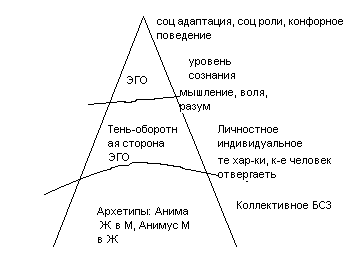 соц адаптация, соц роли, конфорное
поведение
уровень
сознания
ЭГО
мышление, воля,
разум
Тень-оборотн
ая сторона
ЭГО
Личностное
индивидуальное
те хар-ки, к-е человек
отвергаеть
Архетипы: Анима
Ж в М, Анимус М
в Ж
Коллективное БСЗ